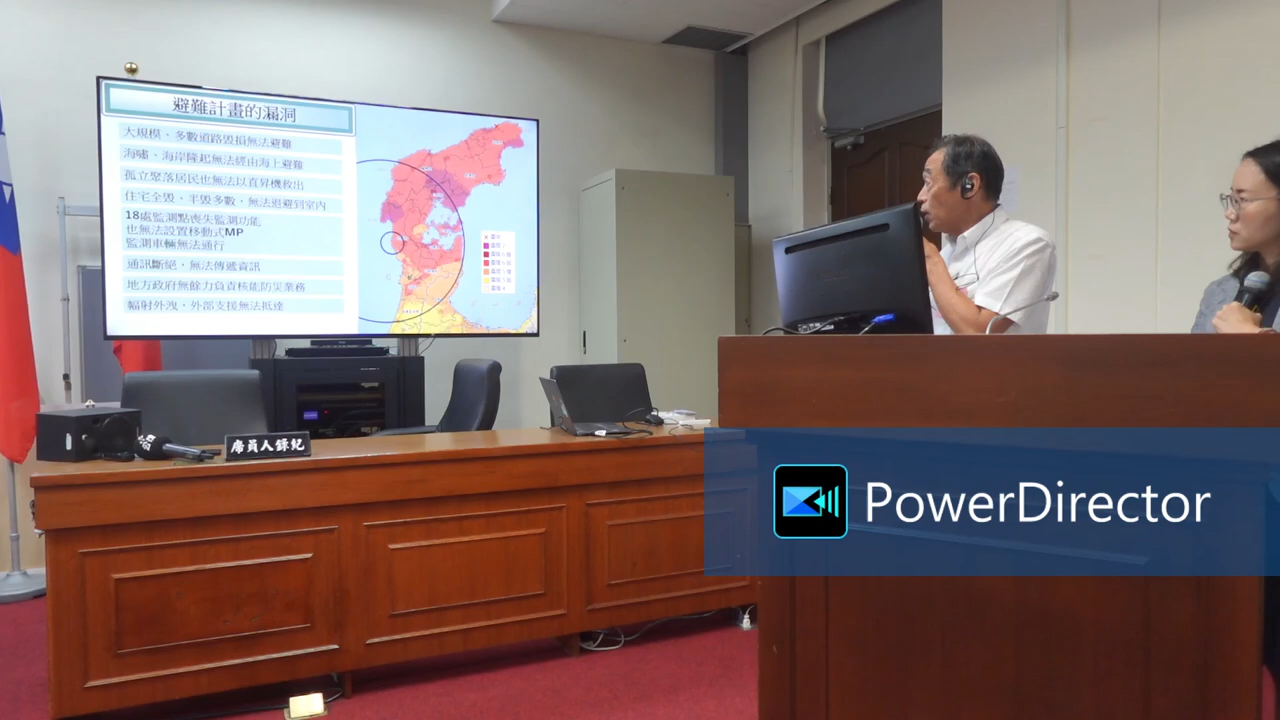 避難計畫的漏洞
大規模、多數道路毀損無法避難
海嘯、海岸隆起無法經由海上避難
孤立聚落居民也無法以直昇機救出
住宅全毀、半毀多數，無法退避到室內
18處監測點喪失監測功能
也無法設置移動式MP
監測車輛無法通行
通訊斷絕，無法傳遞資訊
地方政府無餘力負責核能防災業務
輻射外洩，外部支援無法抵達
席員人錄紀
PowerDirector